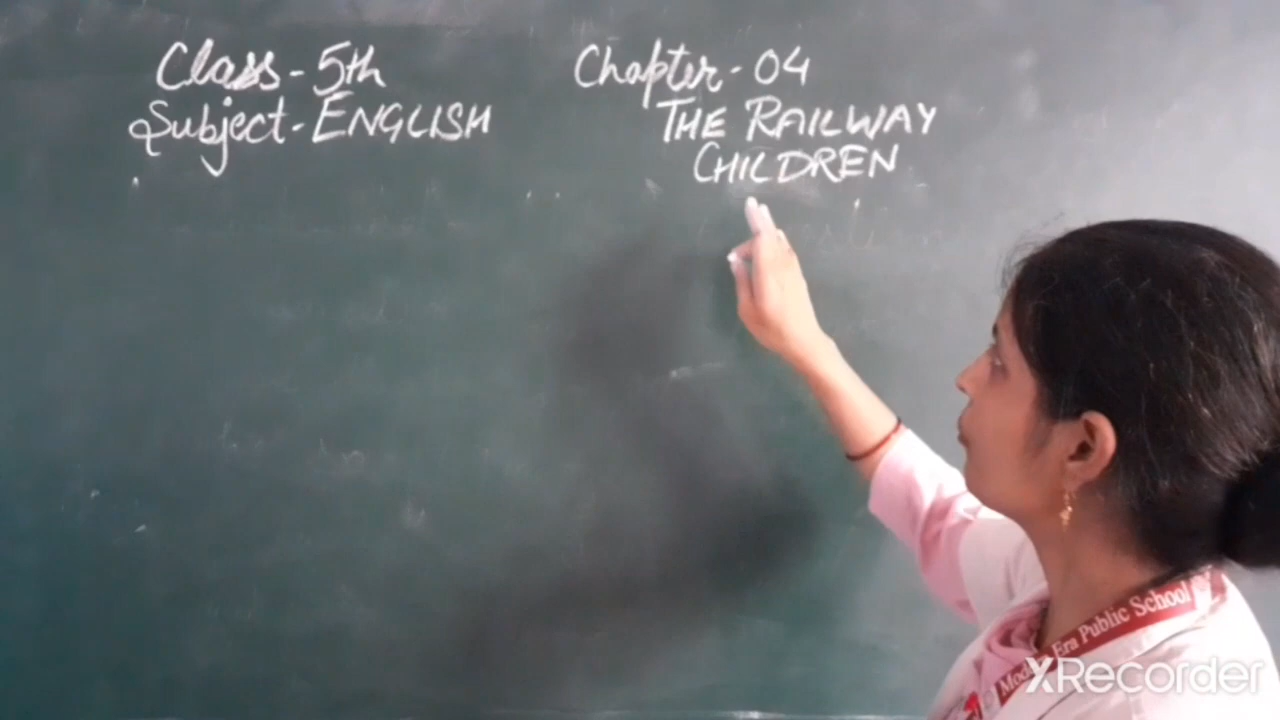 Class - 5th
Subject - ENGLISH
Chapter - 04
THE RAILWAY
CHILDREN
Era Public School
XRecorder